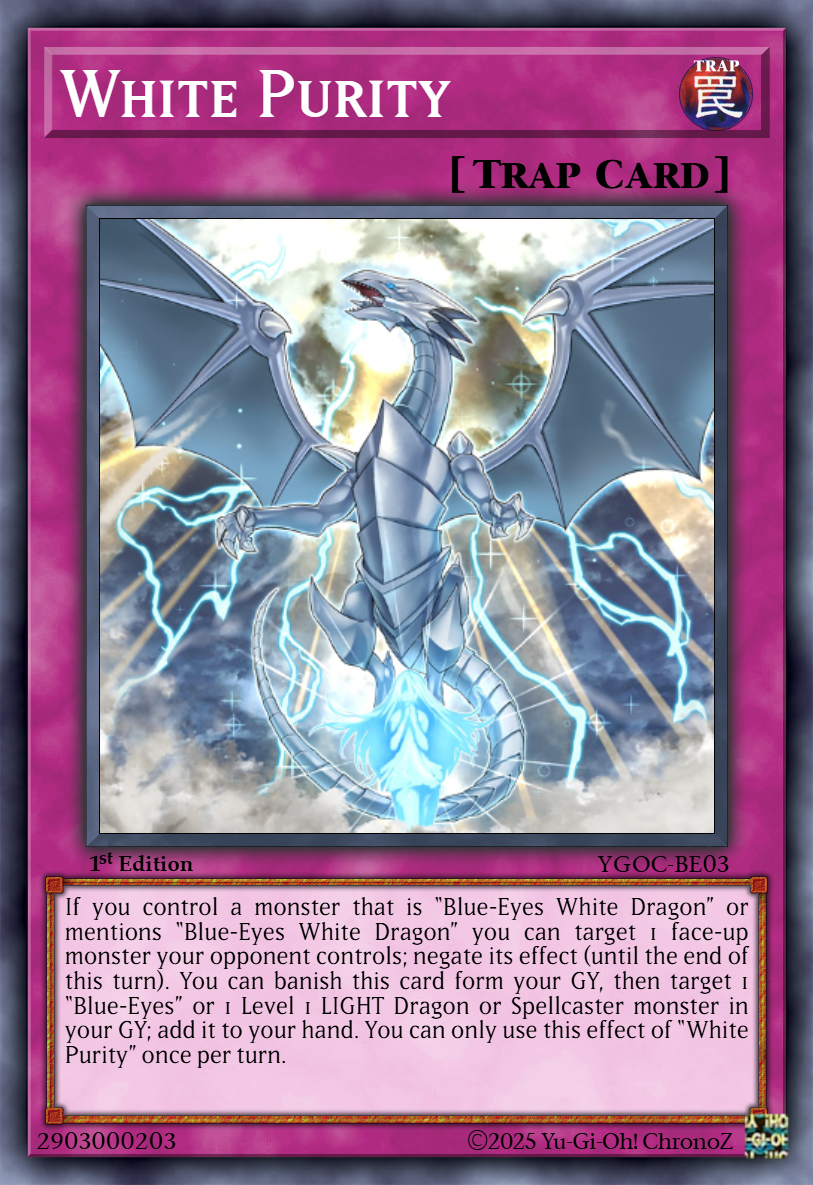 White Purity
TRAP
罠
[Trap Card]
1st Edition
YGOC-BE03
If you control a monster that is "Blue-Eyes White Dragon" or
mentions "Blue-Eyes White Dragon" you can target 1 face-up
monster your opponent controls; negate its effect (until the end of
this turn). You can banish this card form your GY, then target 1
"Blue-Eyes" or 1 Level 1 LIGHT Dragon or Spellcaster monster in
your GY; add it to your hand. You can only use this effect of "White
Purity" once per turn.
2903000203
©2025 Yu-Gi-Oh! ChronoZ